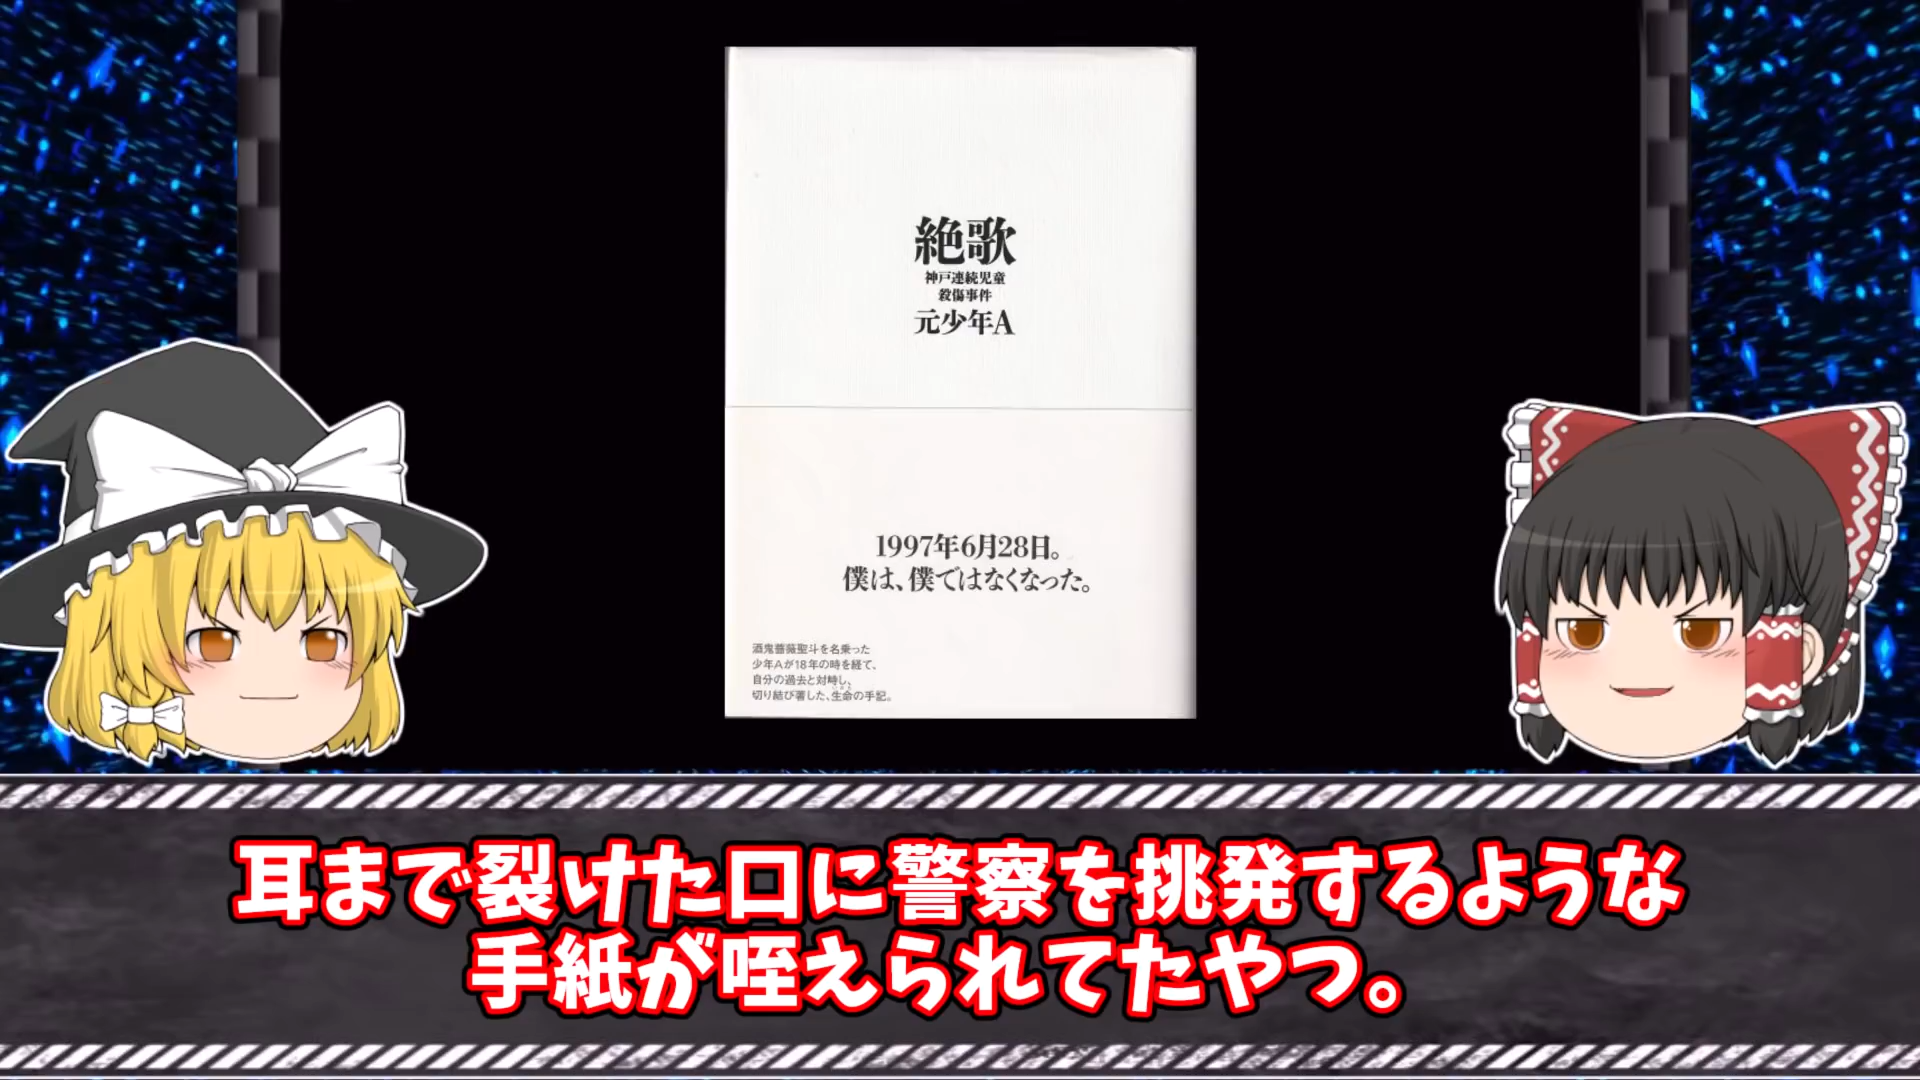 絶歌
神戸連続児童
殺傷事件
元少年A
1997年6月28日。
僕は、僕ではなくなった。
酒鬼薔薇聖斗を名乗った
少年Aが18年の時を経て、
自分の過去と対峙し、
切り結び著した、生命の手記。
耳まで裂けた口に警察を挑発するような
手紙が咥えられてたやつ。